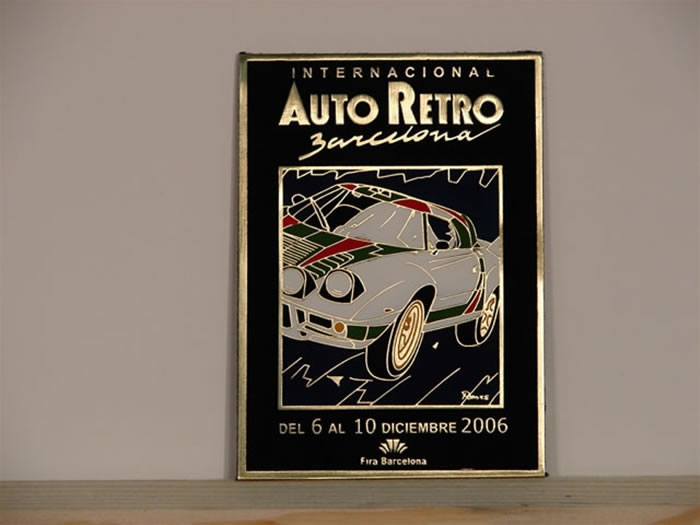 INTERNACIONAL
AUTO RETRO
Barcelona
DEL 6 AL 10 DICIEMBRE 2006
Fira Barcelona